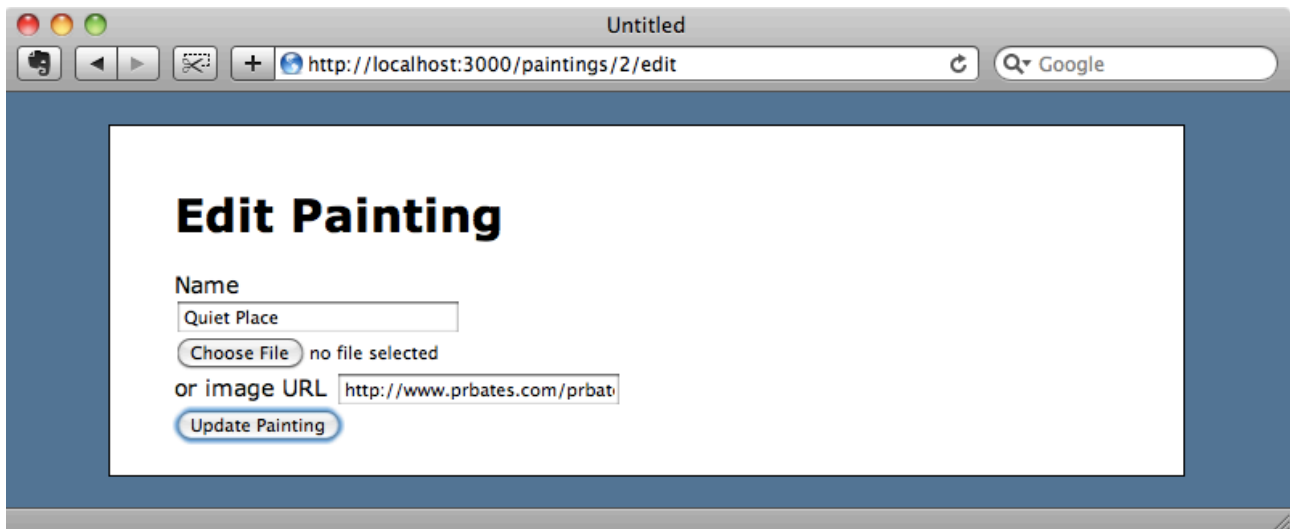 Untitled
http://localhost:3000/paintings/2/edit
Google
Edit Painting
Name
Quiet Place
Choose File no file selected
or image URL http://www.prbates.com/prbat
Update Painting